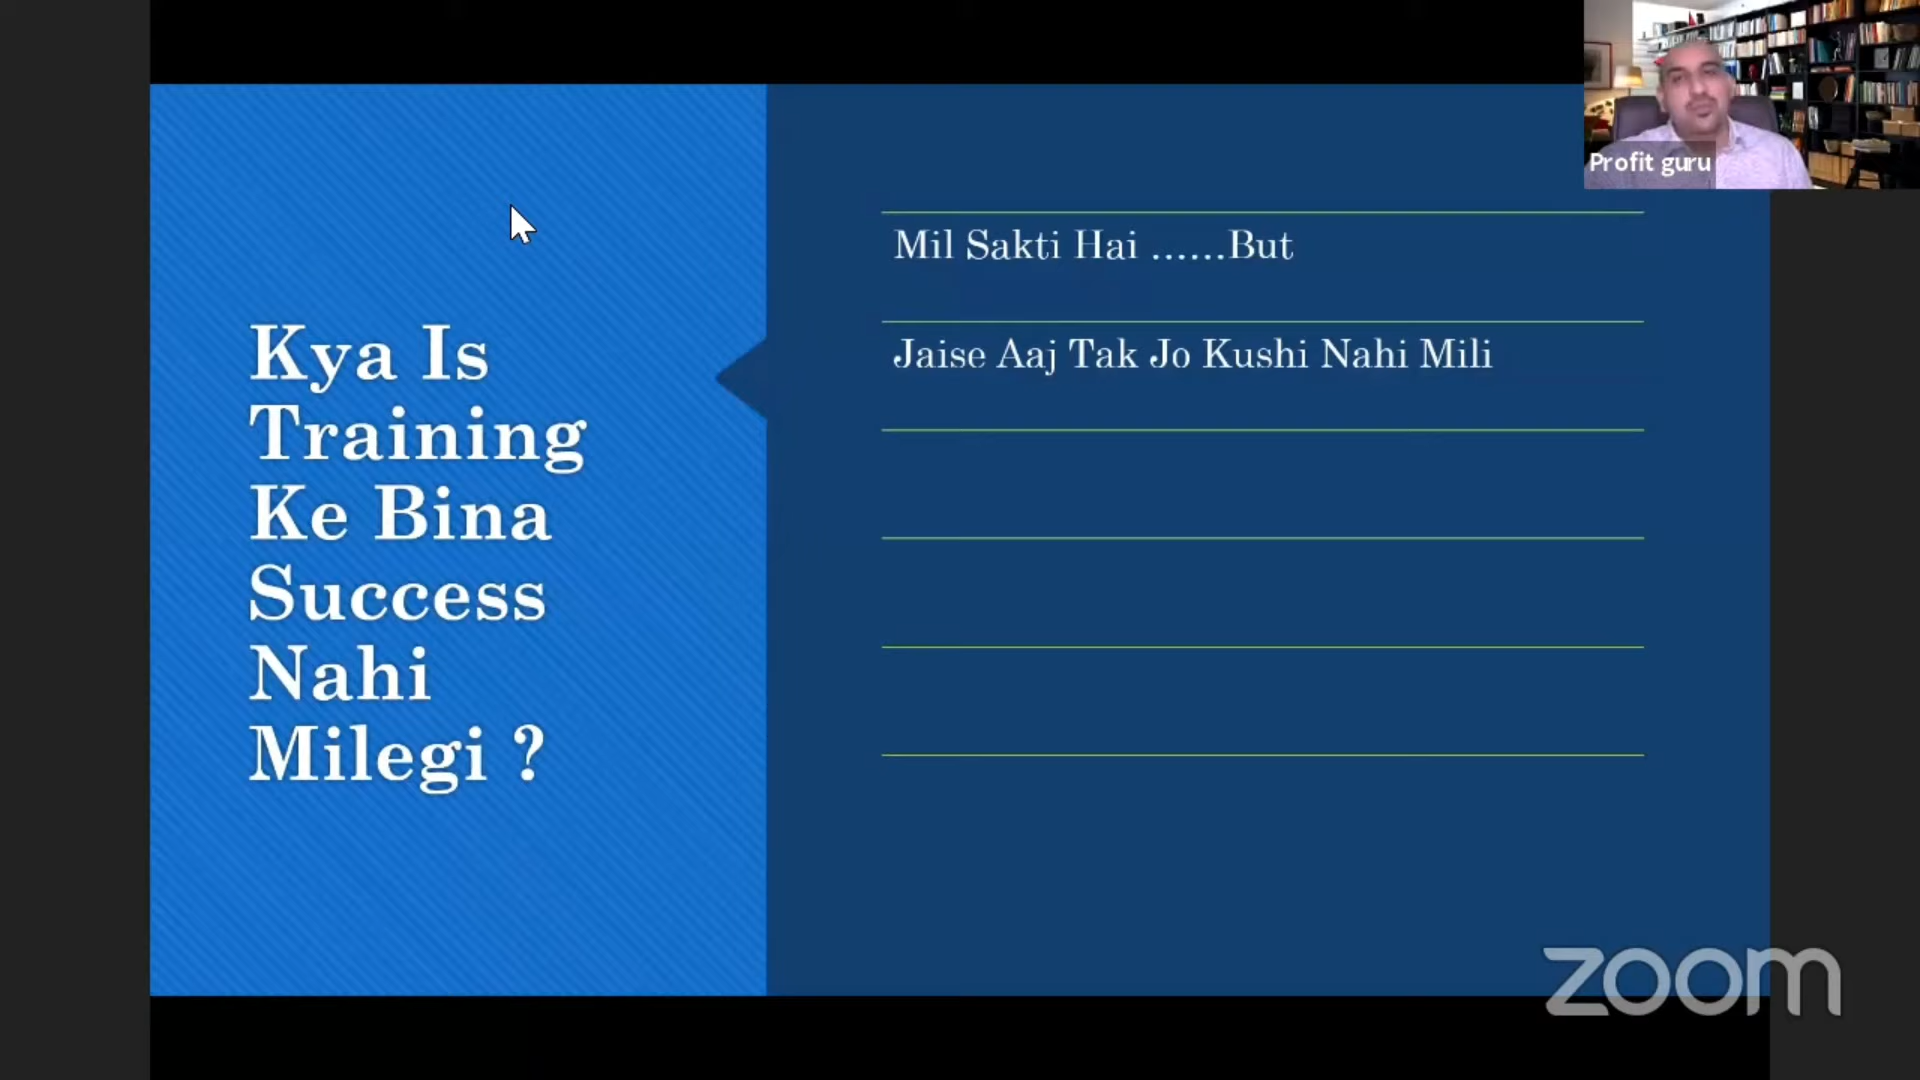 Profit guru
Kya Is
Training
Ke Bina
Success
Nahi
Milegi ?
Mil Sakti Hai ......But
Jaise Aaj Tak Jo Kushi Nahi Mili
zoom